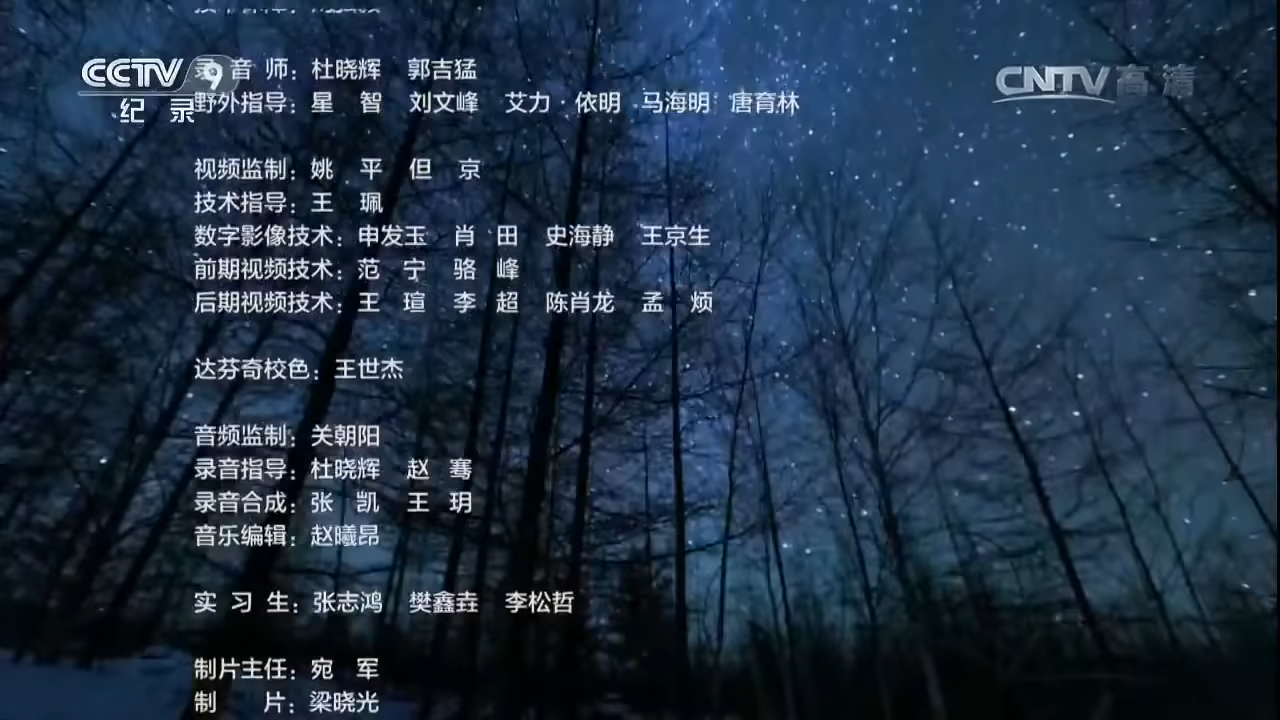 CCTV 9
纪录
CNTV高清
录音师：杜晓辉 郭吉猛
野外指导：星智 刘文峰 艾力·依明 马海明 唐育林
视频监制：姚平 但京
技术指导：王珮
数字影像技术：申发玉 肖田 史海静 王京生
前期视频技术：范宁 骆峰
后期视频技术：王瑄 李超 陈肖龙 孟烦
达芬奇校色：王世杰
音频监制：关朝阳
录音指导：杜晓辉 赵骞
录音合成：张凯 王玥
音乐编辑：赵曦昂
实习生：张志鸿 樊鑫垚 李松哲
制片主任：宛军
制片：梁晓光